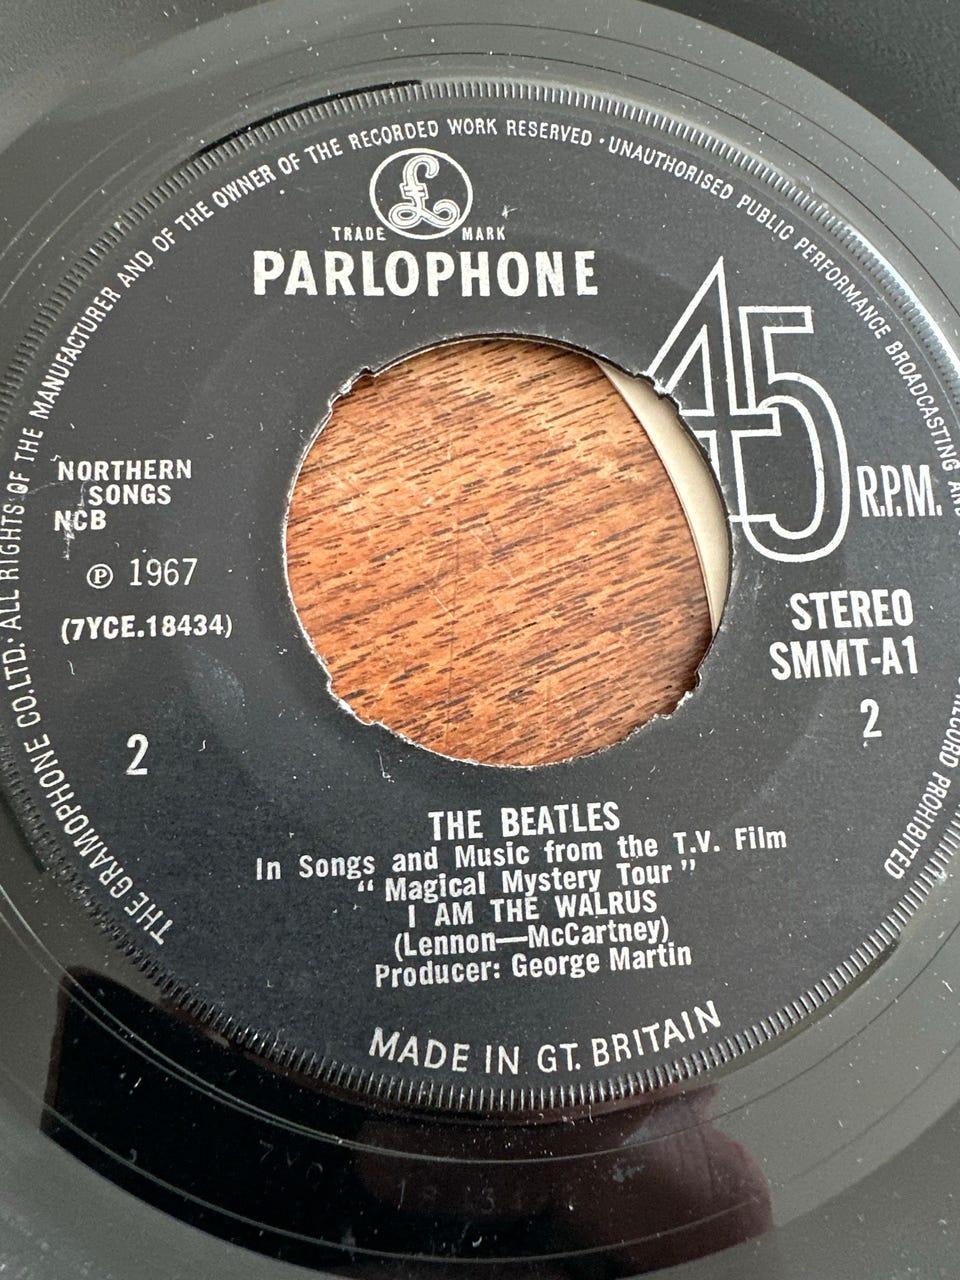 THE GRAMOPHONE CO.LTD. · ALL RIGHTS OF THE MANUFACTURER AND OF THE OWNER OF THE RECORDED WORK RESERVED · UNAUTHORISED PUBLIC PERFORMANCE BROADCASTING AND
RECORD PROHIBITED
£
TRADE MARK
PARLOPHONE
45
R.P.M.
NORTHERN
SONGS
NCB
℗ 1967
(7YCE.18434)
2
STEREO
SMMT-A1
2
THE BEATLES
In Songs and Music from the T.V. Film
“ Magical Mystery Tour ”
I AM THE WALRUS
(Lennon—McCartney)
Producer: George Martin
MADE IN GT. BRITAIN